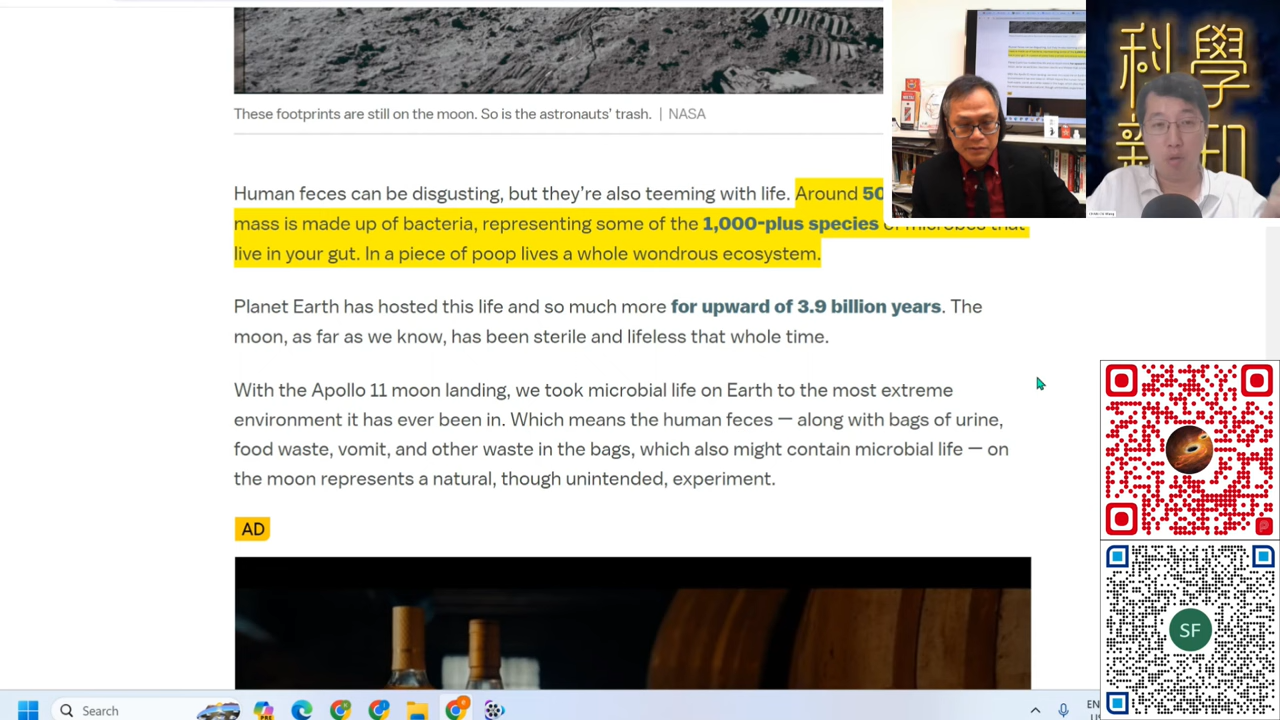 These footprints are still on the moon. So is the astronauts' trash. | NASA
Human feces can be disgusting, but they're also teeming with life. Around 50
mass is made up of bacteria, representing some of the 1,000-plus species of microbes that
live in your gut. In a piece of poop lives a whole wondrous ecosystem.
Planet Earth has hosted this life and so much more for upward of 3.9 billion years. The
moon, as far as we know, has been sterile and lifeless that whole time.
With the Apollo 11 moon landing, we took microbial life on Earth to the most extreme
environment it has ever been in. Which means the human feces — along with bags of urine,
food waste, vomit, and other waste in the bags, which also might contain microbial life — on
the moon represents a natural, though unintended, experiment.
AD
科學
新知
SF
Search